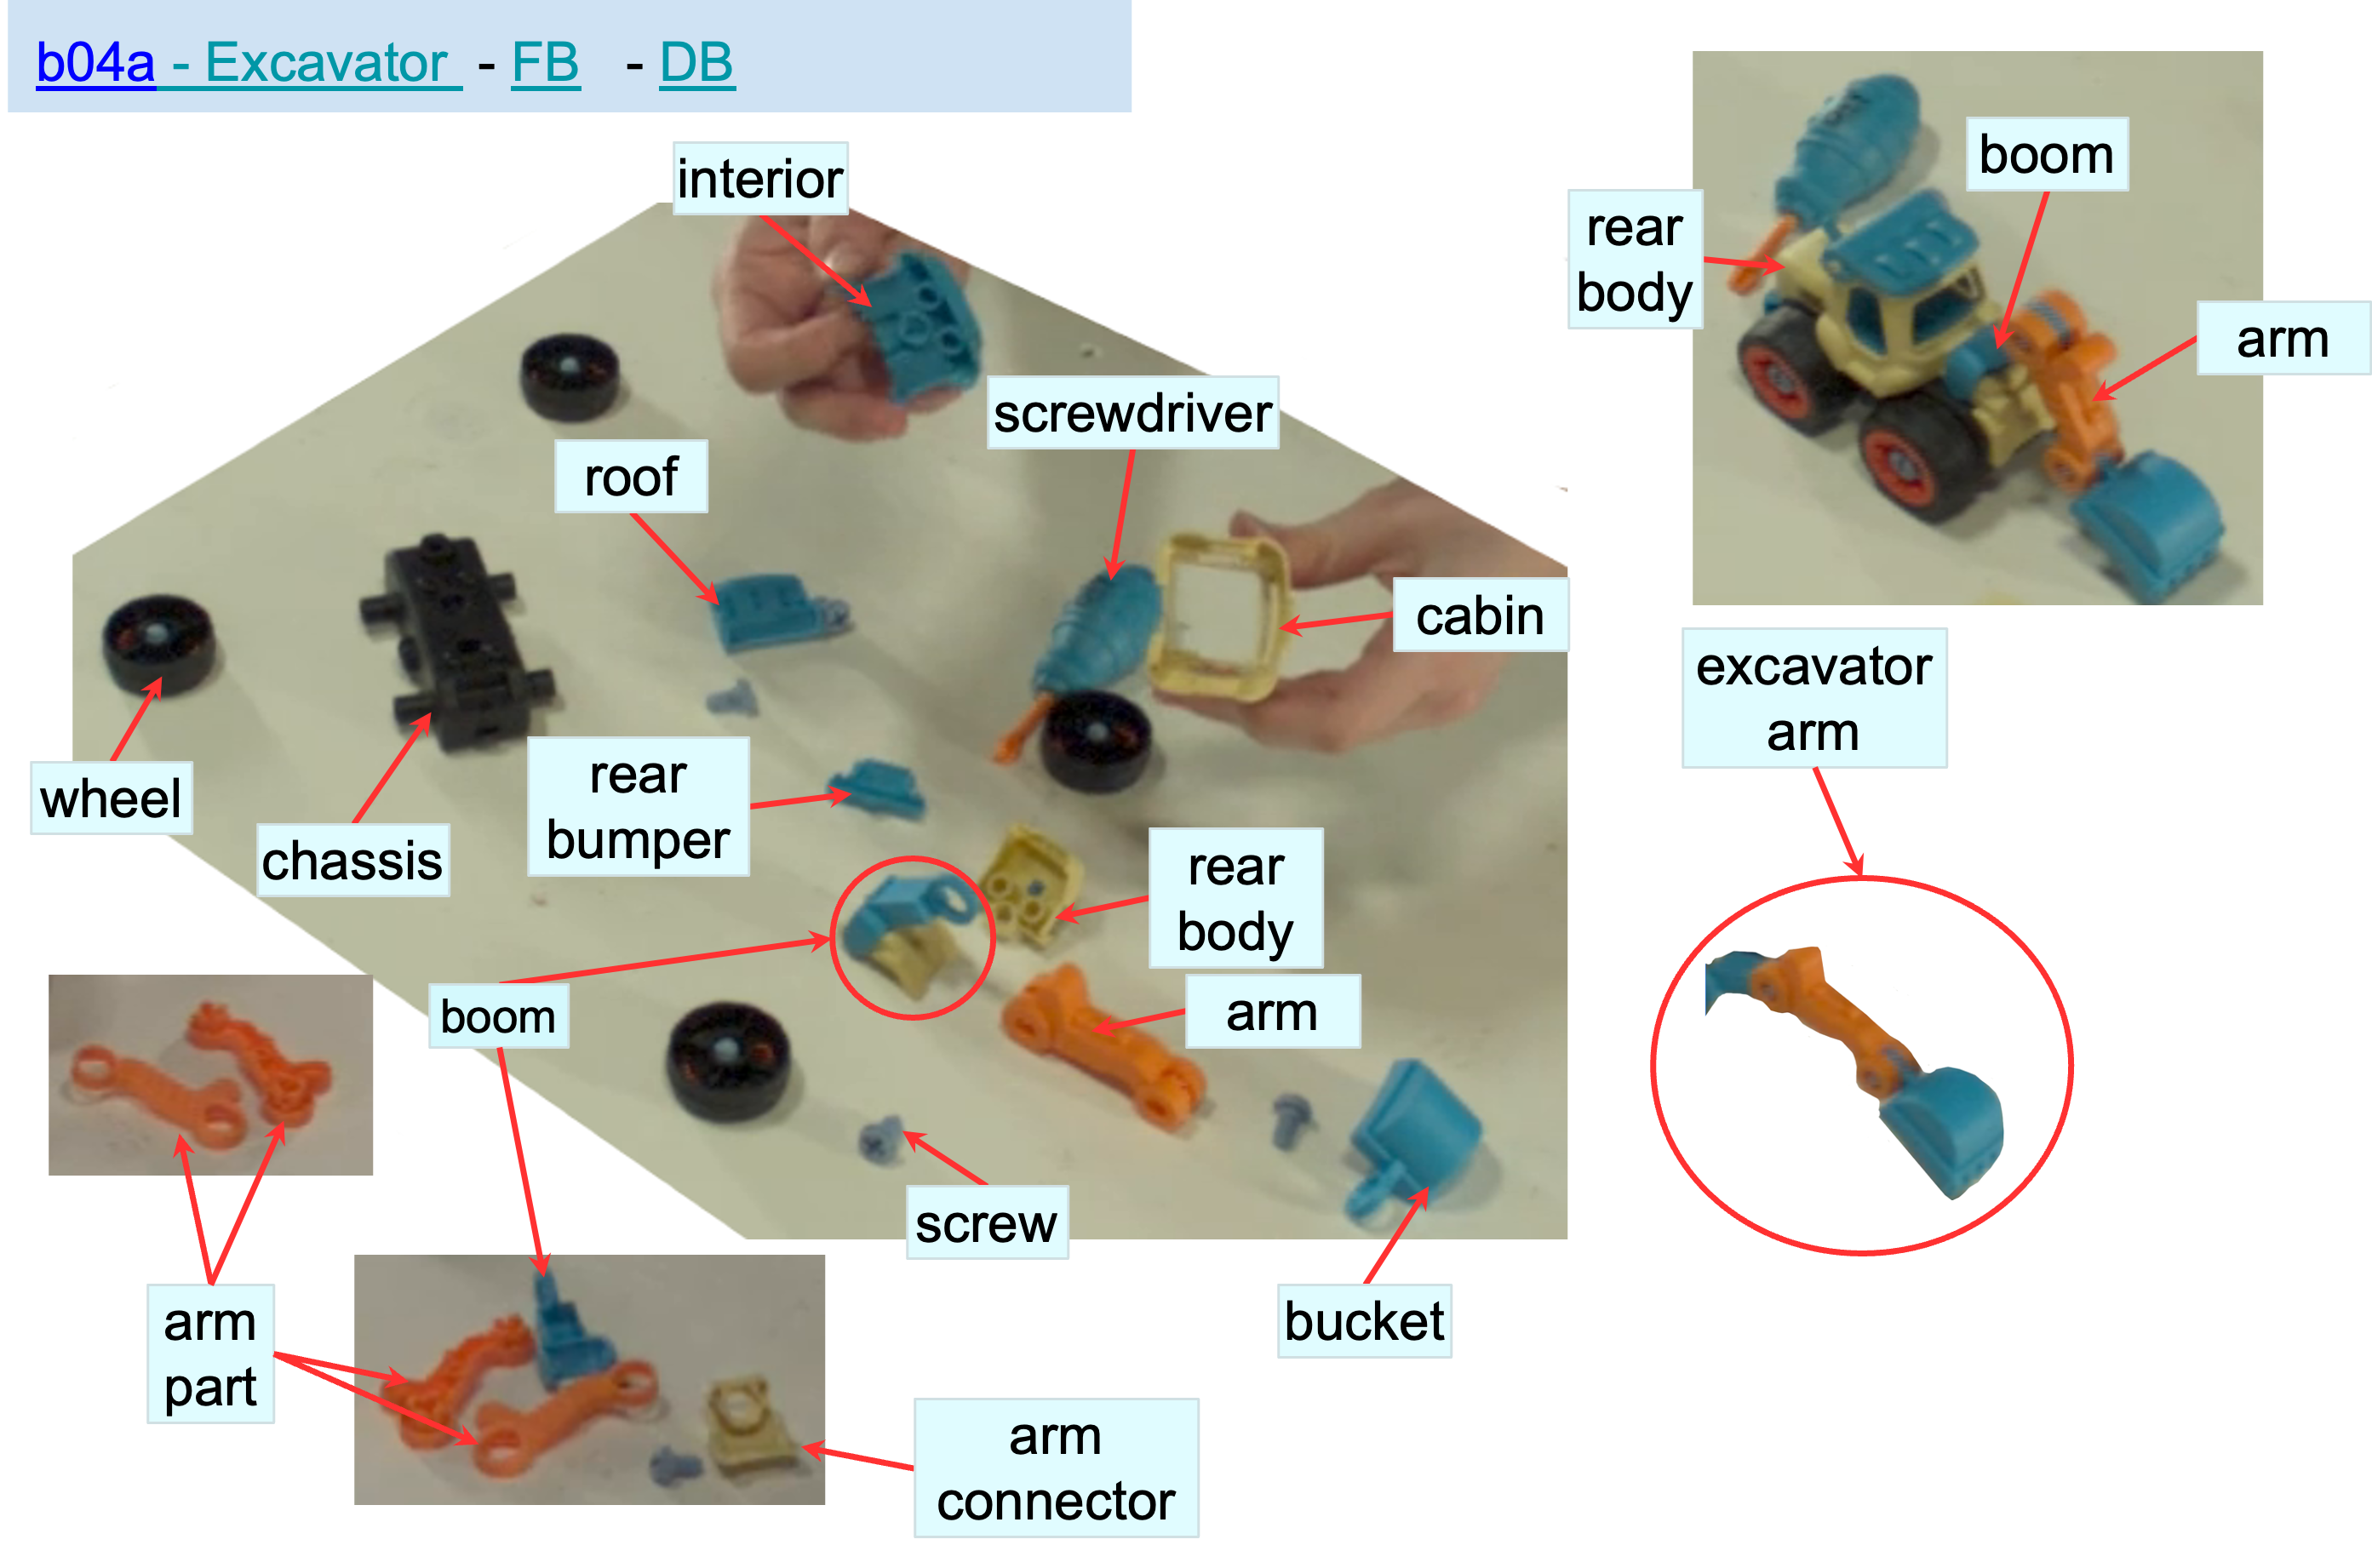 b04a - Excavator - FB - DB
interior
boom
rear
body
arm
screwdriver
roof
cabin
excavator
arm
wheel
rear
bumper
chassis
rear
body
arm
boom
screw
bucket
arm
part
arm
connector